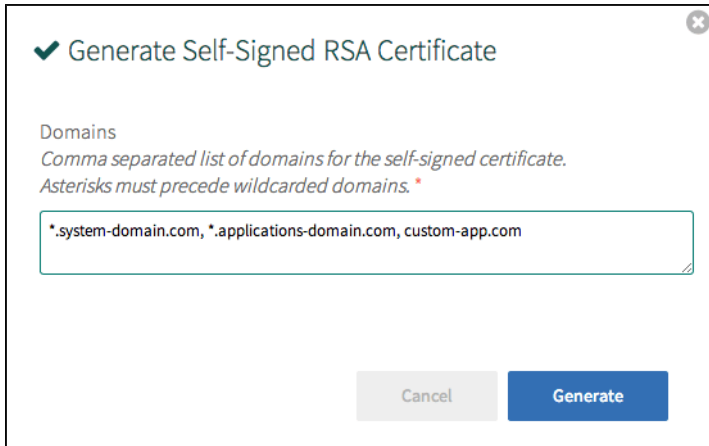 Generate Self-Signed RSA Certificate
Domains
Comma separated list of domains for the self-signed certificate.
Asterisks must precede wildcarded domains. *
*.system-domain.com, *.applications-domain.com, custom-app.com
Cancel
Generate